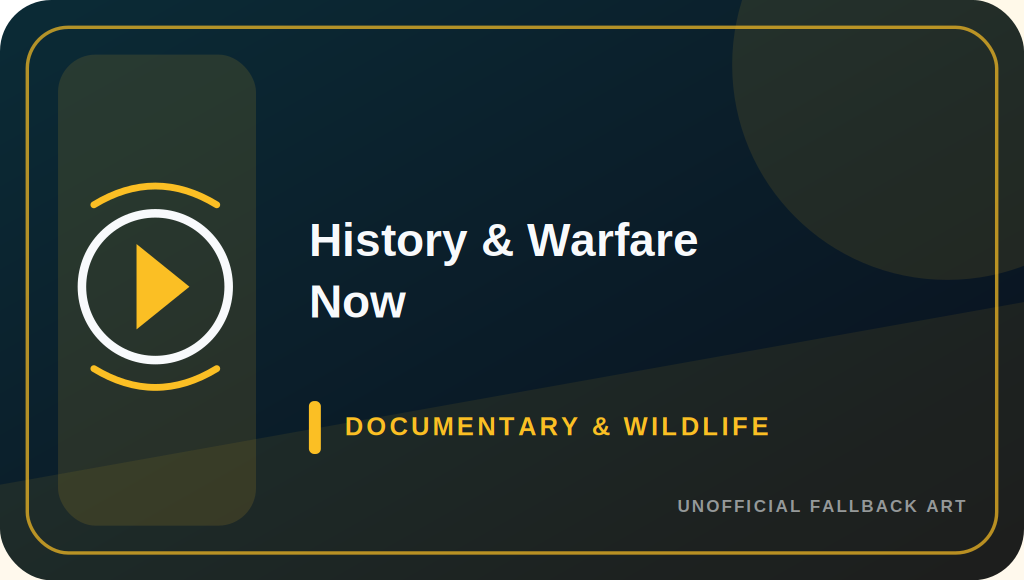 History & Warfare
Now
DOCUMENTARY & WILDLIFE
UNOFFICIAL FALLBACK ART